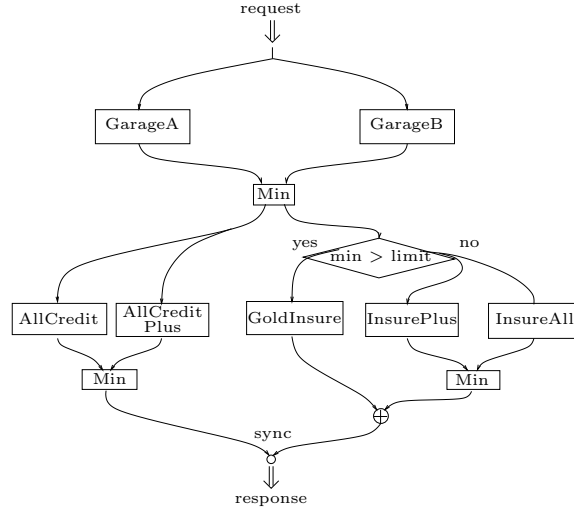 request
GarageA
GarageB
Min
yes
min > limit
no
AllCredit
AllCredit
Plus
GoldInsure
InsurePlus
InsureAll
Min
Min
sync
response